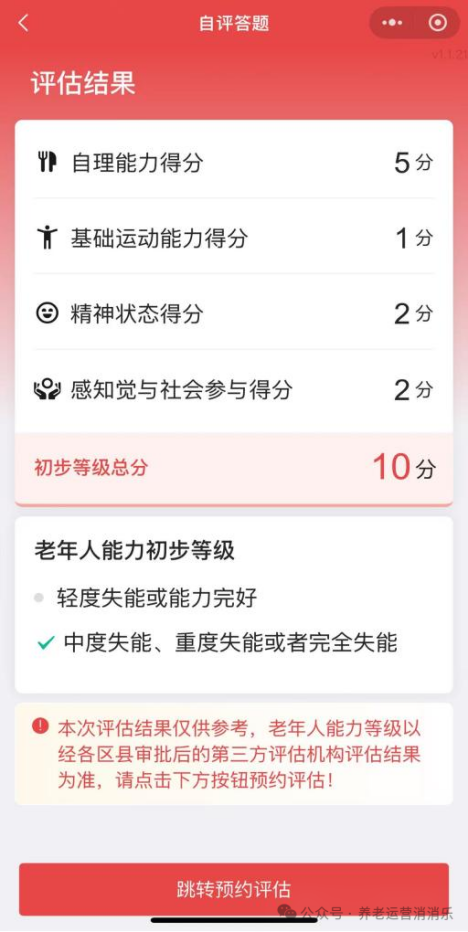 自评答题
评估结果
自理能力得分 5 分
基础运动能力得分 1 分
精神状态得分 2 分
感知觉与社会参与得分 2 分
初步等级总分 10 分
老年人能力初步等级
轻度失能或能力完好
中度失能、重度失能或者完全失能
本次评估结果仅供参考，老年人能力等级以
经各区县审批后的第三方评估机构评估结果
为准，请点击下方按钮预约评估！
跳转预约评估
公众号 · 养老运营消消乐